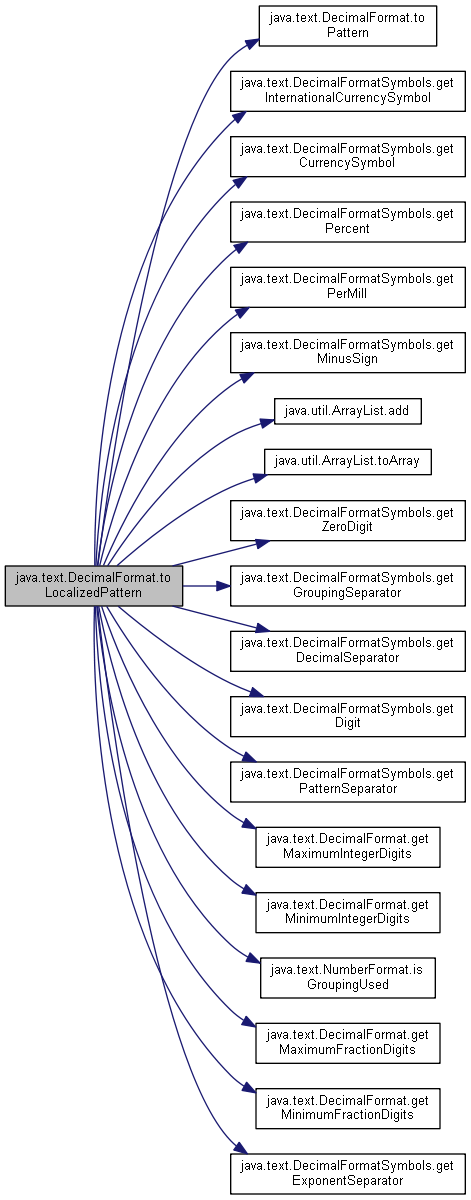 java.text.DecimalFormat.to
Pattern
java.text.DecimalFormatSymbols.get
InternationalCurrencySymbol
java.text.DecimalFormatSymbols.get
CurrencySymbol
java.text.DecimalFormatSymbols.get
Percent
java.text.DecimalFormatSymbols.get
PerMill
java.text.DecimalFormatSymbols.get
MinusSign
java.util.ArrayList.add
java.util.ArrayList.toArray
java.text.DecimalFormatSymbols.get
ZeroDigit
java.text.DecimalFormat.to
LocalizedPattern
java.text.DecimalFormatSymbols.get
GroupingSeparator
java.text.DecimalFormatSymbols.get
DecimalSeparator
java.text.DecimalFormatSymbols.get
Digit
java.text.DecimalFormatSymbols.get
PatternSeparator
java.text.DecimalFormat.get
MaximumIntegerDigits
java.text.DecimalFormat.get
MinimumIntegerDigits
java.text.NumberFormat.is
GroupingUsed
java.text.DecimalFormat.get
MaximumFractionDigits
java.text.DecimalFormat.get
MinimumFractionDigits
java.text.DecimalFormatSymbols.get
ExponentSeparator